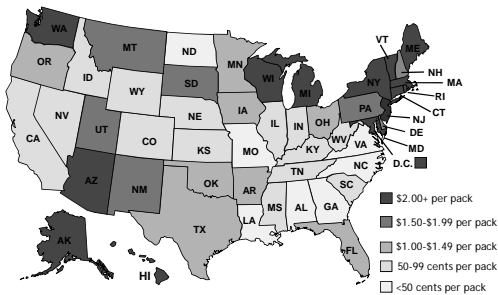 WA
MT
ND
MN
VT
ME
OR
ID
SD
WI
MI
NY
NH
MA
WY
RI
IA
NE
PA
CT
NV
IL
IN
OH
NJ
UT
CO
DE
CA
KS
MO
WV
VA
MD
KY
D.C.
NC
TN
AZ
NM
OK
AR
SC
MS
AL
GA
TX
LA
FL
AK
HI
$2.00+ per pack
$1.50-$1.99 per pack
$1.00-$1.49 per pack
50-99 cents per pack
<50 cents per pack